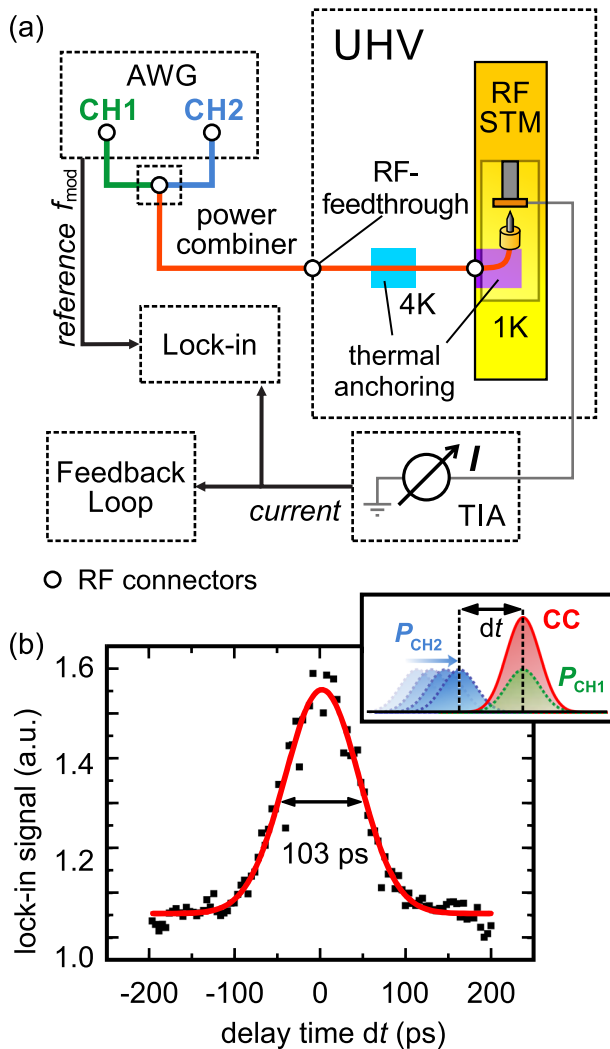 (a)
UHV
AWG
CH1 CH2
RF
STM
RF-
feedthrough
power
combiner
reference f_mod
4K
1K
thermal
anchoring
Lock-in
Feedback
Loop
current
I
TIA
RF connectors
(b)
dt
CC
P_CH2
P_CH1
1.6
1.4
1.2
1.0
lock-in signal (a.u.)
103 ps
-200 -100 0 100 200
delay time dt (ps)